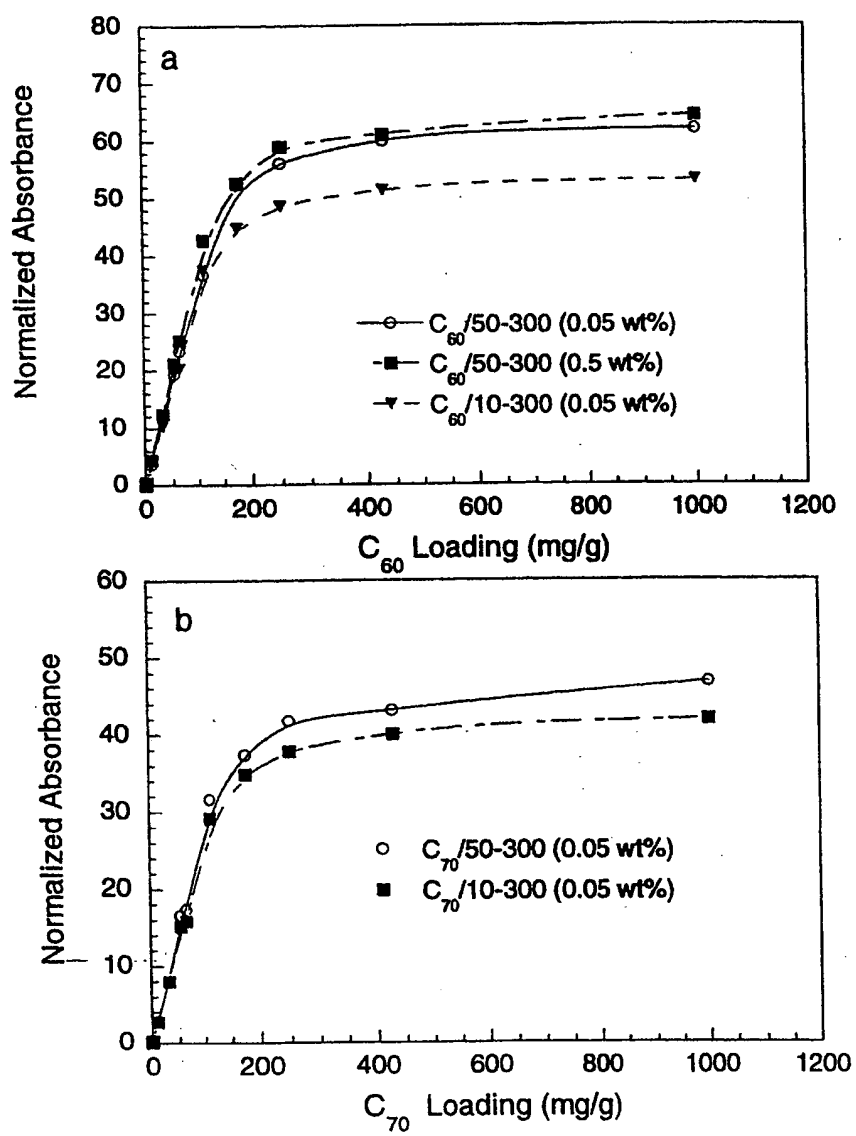 80
a
70
60
50
40
30
20
10
0
Normalized Absorbance
C₆₀/50-300 (0.05 wt%)
C₆₀/50-300 (0.5 wt%)
C₆₀/10-300 (0.05 wt%)
0 200 400 600 800 1000 1200
C₆₀ Loading (mg/g)
60
b
50
40
30
20
10
0
Normalized Absorbance
C₇₀/50-300 (0.05 wt%)
C₇₀/10-300 (0.05 wt%)
0 200 400 600 800 1000 1200
C₇₀ Loading (mg/g)